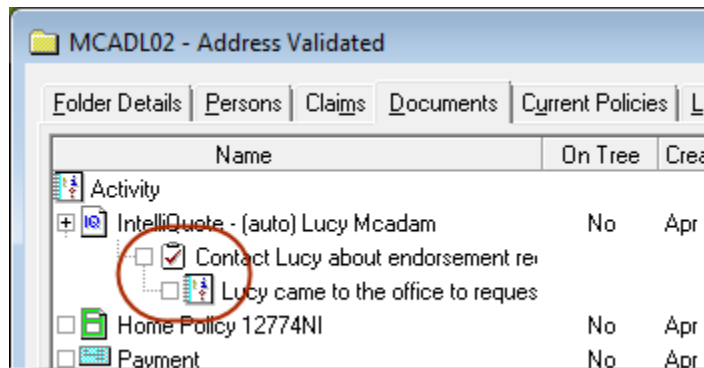 MCADL02 - Address Validated
Folder Details Persons Claims Documents Current Policies L
Name On Tree Crea
Activity
IQ IntelliQuote - (auto) Lucy Mcadam No Apr
Contact Lucy about endorsement re
Lucy came to the office to reques
Home Policy 12774NI No Apr
Payment No Apr